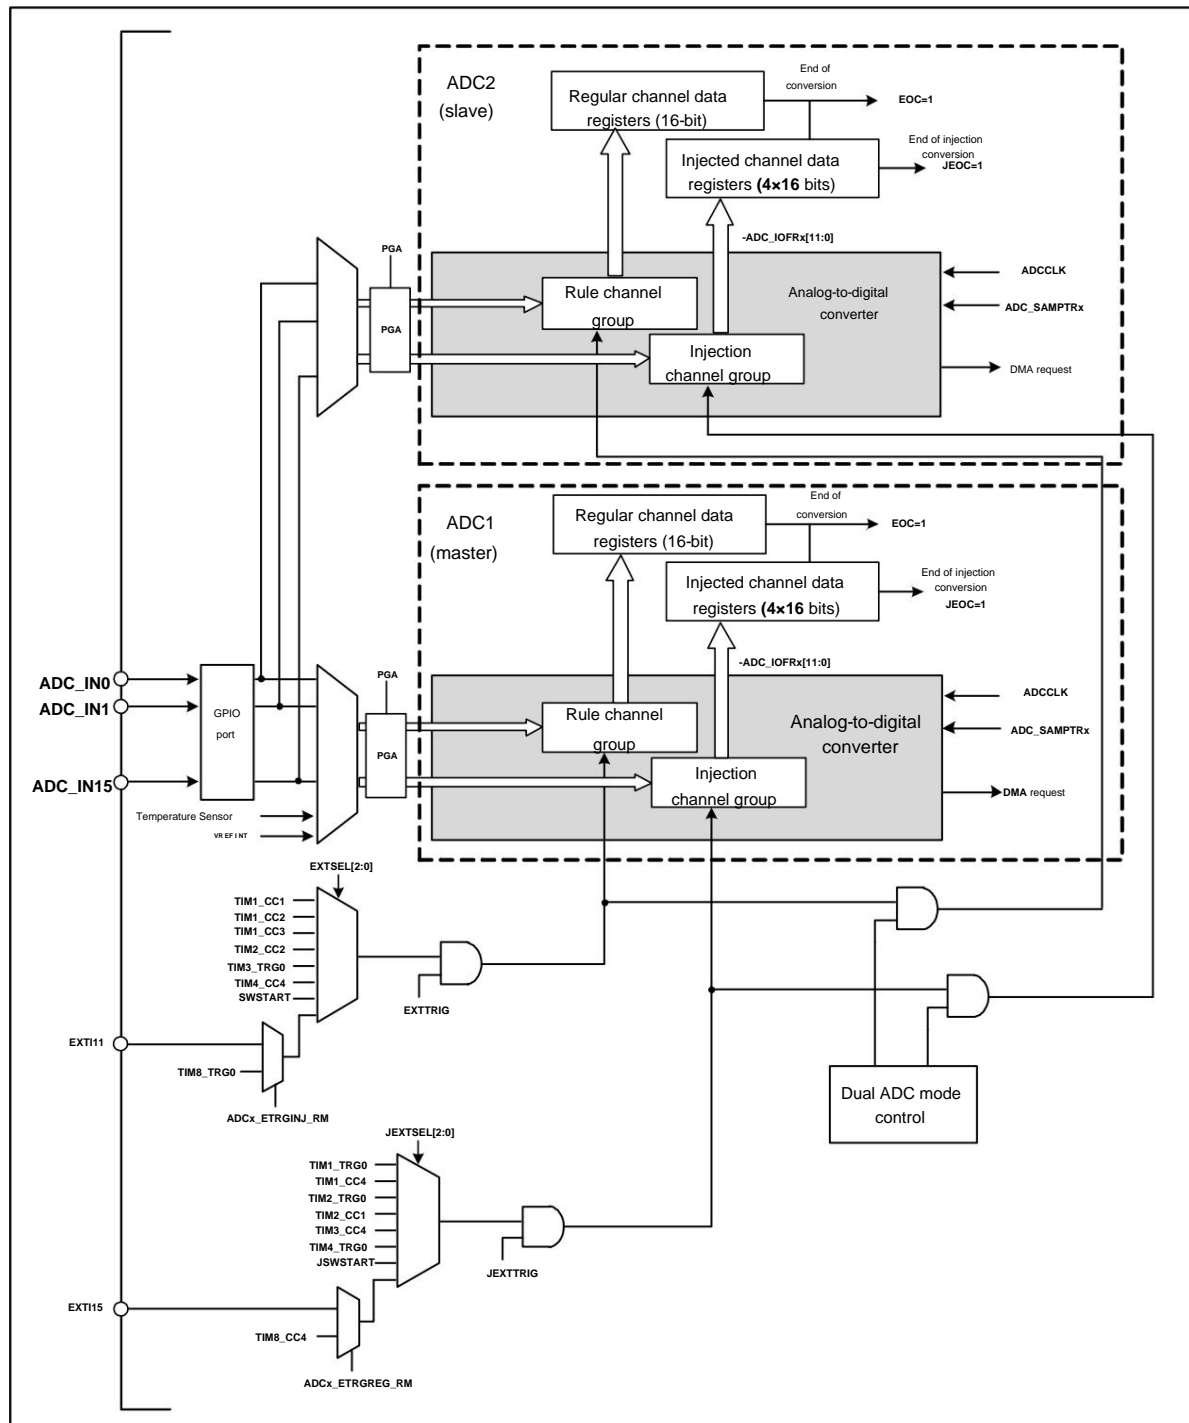 ADC2
(slave)
Regular channel data
registers (16-bit)
End of
conversion
EOC=1
Injected channel data
registers (4×16 bits)
End of injection
conversion
JEOC=1
-ADC_IOFRx[11:0]
PGA
PGA
Rule channel
group
Injection
channel group
Analog-to-digital
converter
ADCCLK
ADC_SAMPTRx
DMA request
ADC1
(master)
Regular channel data
registers (16-bit)
End of
conversion
EOC=1
Injected channel data
registers (4×16 bits)
End of injection
conversion
JEOC=1
-ADC_IOFRx[11:0]
ADC_IN0
ADC_IN1
ADC_IN15
GPIO
port
Temperature Sensor
VREFINT
PGA
PGA
Rule channel
group
Injection
channel group
Analog-to-digital
converter
ADCCLK
ADC_SAMPTRx
DMA request
EXTSEL[2:0]
TIM1_CC1
TIM1_CC2
TIM1_CC3
TIM2_CC2
TIM3_TRG0
TIM4_CC4
SWSTART
EXTTRIG
EXTI11
TIM8_TRG0
ADCx_ETRGINJ_RM
Dual ADC mode
control
JEXTSEL[2:0]
TIM1_TRG0
TIM1_CC4
TIM2_TRG0
TIM2_CC1
TIM3_CC4
TIM4_TRG0
JSWSTART
JEXTTRIG
EXTI15
TIM8_CC4
ADCx_ETRGREG_RM